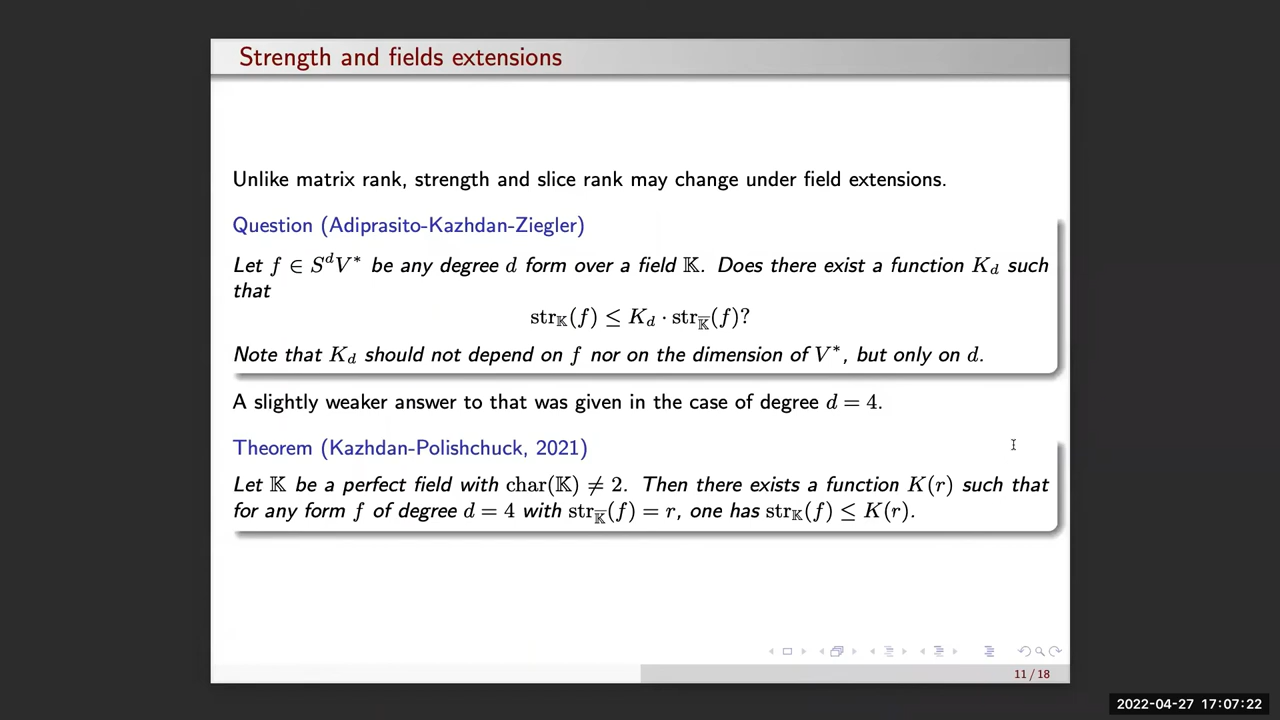 Strength and fields extensions
Unlike matrix rank, strength and slice rank may change under field extensions.
Question (Adiprasito-Kazhdan-Ziegler)
Let f ∈ S^d V^* be any degree d form over a field 𝕂. Does there exist a function K_d such
that
str_𝕂(f) ≤ K_d · str_𝕂̅(f)?
Note that K_d should not depend on f nor on the dimension of V^*, but only on d.
A slightly weaker answer to that was given in the case of degree d = 4.
Theorem (Kazhdan-Polishchuck, 2021)
Let 𝕂 be a perfect field with char(𝕂) ≠ 2. Then there exists a function K(r) such that
for any form f of degree d = 4 with str_𝕂̅(f) = r, one has str_𝕂(f) ≤ K(r).
11 / 18
2022-04-27 17:07:22